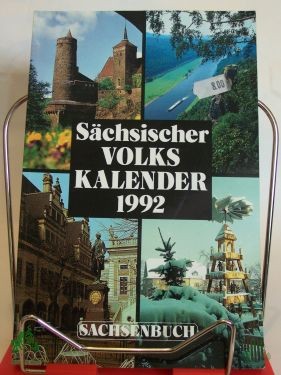 8.00
Sächsischer
VOLKS
KALENDER
1992
SACHSENBUCH